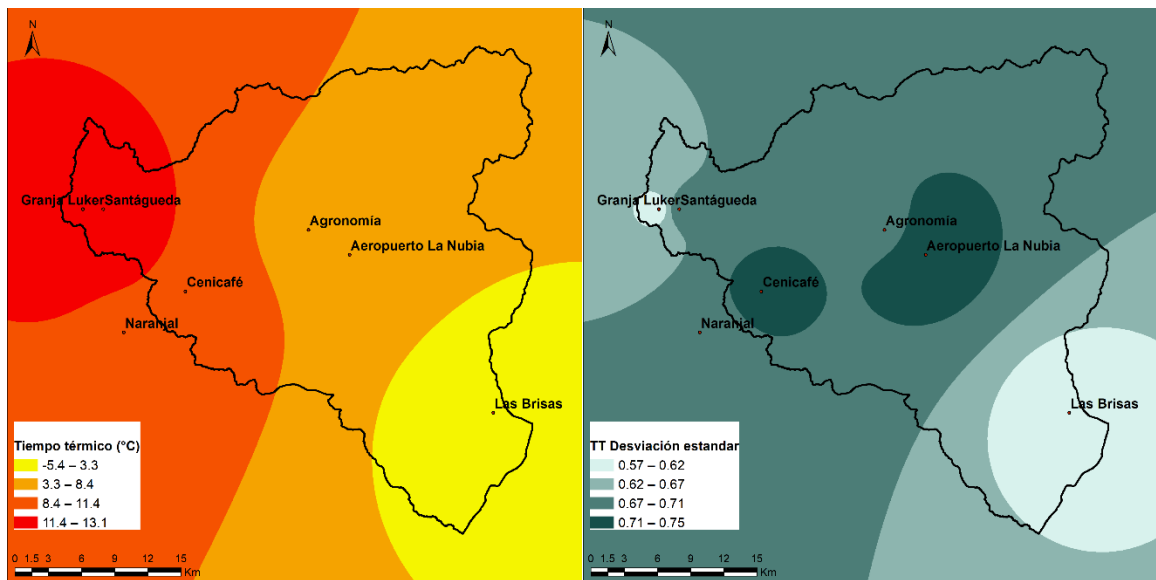 N
Granja Luker Santágueda
Agronomía
Aeropuerto La Nubia
Cenicafé
Naranjal
Las Brisas
Tiempo térmico (°C)
-5.4 – 3.3
3.3 – 8.4
8.4 – 11.4
11.4 – 13.1
0 1.5 3 6 9 12 15
Km
N
Granja Luker Santágueda
Agronomía
Aeropuerto La Nubia
Cenicafé
Naranjal
Las Brisas
TT Desviación estandar
0.57 – 0.62
0.62 – 0.67
0.67 – 0.71
0.71 – 0.75
0 1.5 3 6 9 12 15
Km